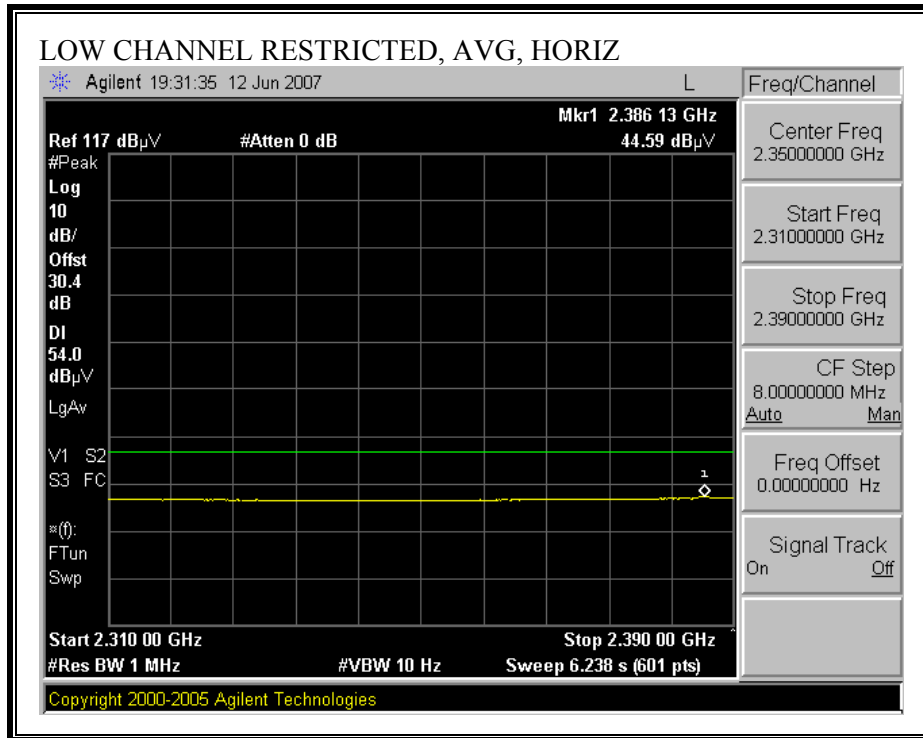 LOW CHANNEL RESTRICTED, AVG, HORIZ
Agilent 19:31:35 12 Jun 2007 L
Mkr1 2.386 13 GHz
Ref 117 dBµV #Atten 0 dB 44.59 dBµV
#Peak
Log
10
dB/
Offst
30.4
dB
DI
54.0
dBµV
LgAv
V1 S2
S3 FC
¤(f):
FTun
Swp
1
Start 2.310 00 GHz Stop 2.390 00 GHz
#Res BW 1 MHz #VBW 10 Hz Sweep 6.238 s (601 pts)
Copyright 2000-2005 Agilent Technologies
Freq/Channel
Center Freq
2.35000000 GHz
Start Freq
2.31000000 GHz
Stop Freq
2.39000000 GHz
CF Step
8.00000000 MHz
Auto Man
Freq Offset
0.00000000 Hz
Signal Track
On Off